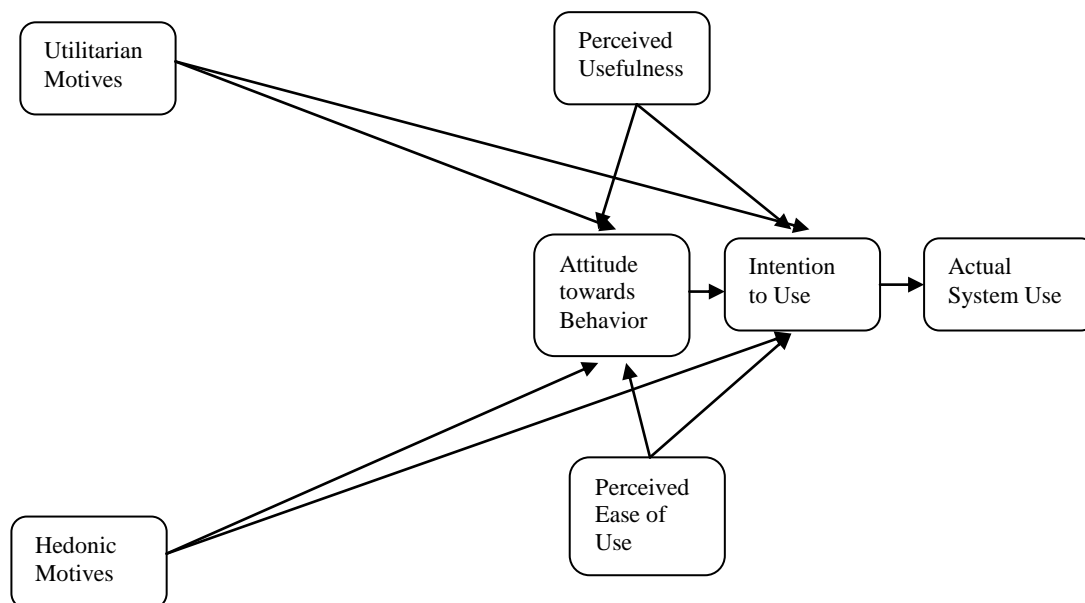 Utilitarian
Motives
Perceived
Usefulness
Attitude
towards
Behavior
Intention
to Use
Actual
System Use
Perceived
Ease of
Use
Hedonic
Motives